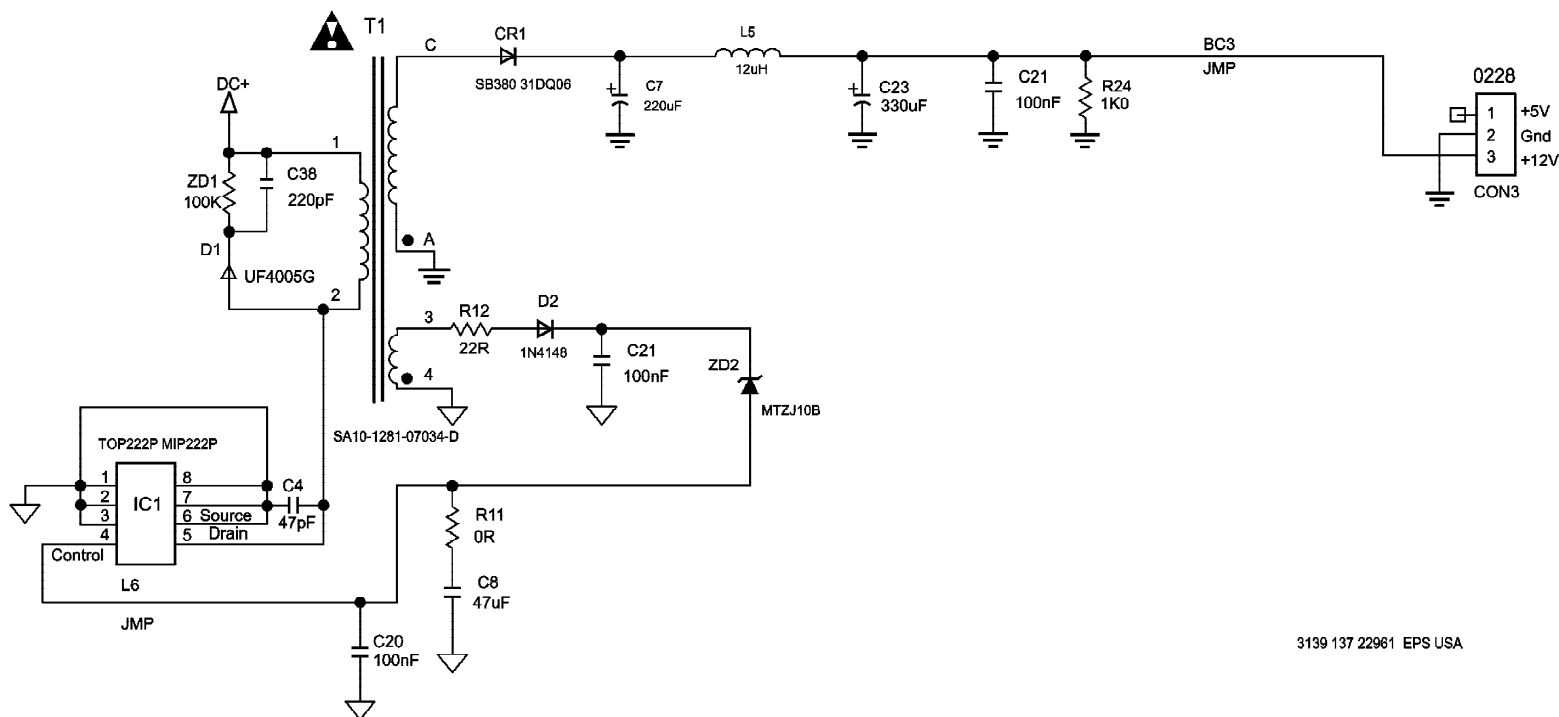 T1
C
CR1
SB380 31DQ06
C7
220uF
L5
12uH
C23
330uF
C21
100nF
R24
1K0
BC3
JMP
0228
1
+5V
2
Gnd
3
+12V
CON3
DC+
1
ZD1
100K
C38
220pF
D1
UF4005G
2
A
3
R12
22R
D2
1N4148
C21
100nF
4
ZD2
MTZJ10B
SA10-1281-07034-D
TOP222P MIP222P
1
2
3
4
IC1
8
7
6
5
Source
Drain
Control
C4
47pF
L6
JMP
R11
0R
C8
47uF
C20
100nF
3139 137 22961 EPS USA